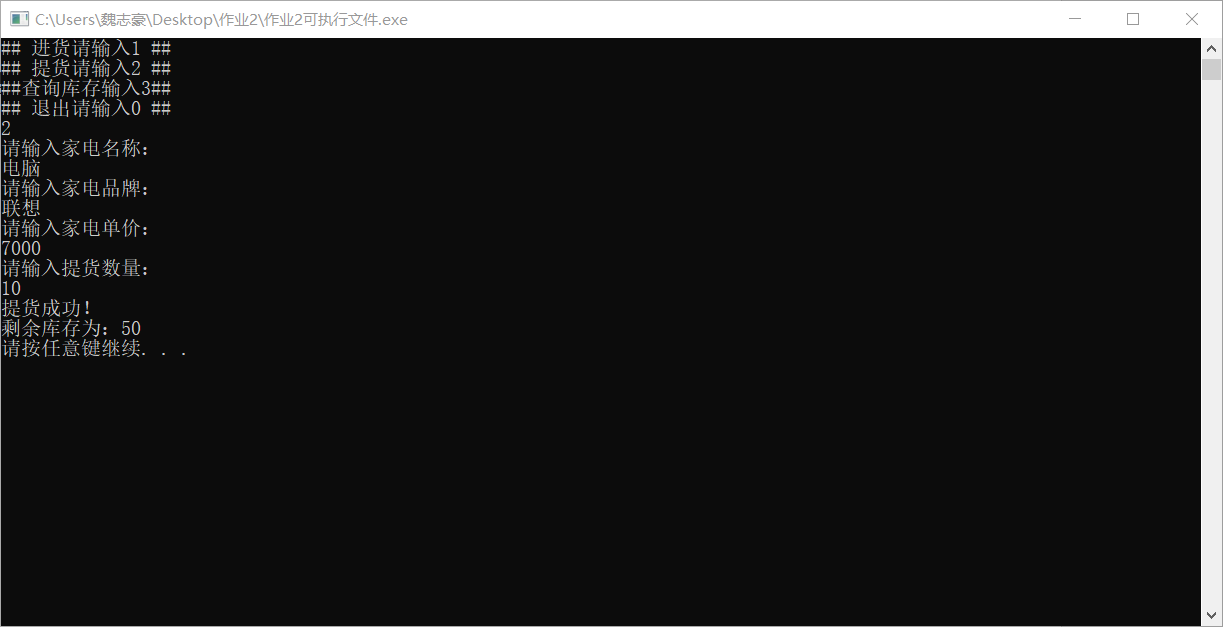 C:\Users\魏志豪\Desktop\作业2\作业2可执行文件.exe
## 进货请输入1 ##
## 提货请输入2 ##
##查询库存输入3##
## 退出请输入0 ##
2
请输入家电名称：
电脑
请输入家电品牌：
联想
请输入家电单价：
7000
请输入提货数量：
10
提货成功！
剩余库存为：50
请按任意键继续. . .